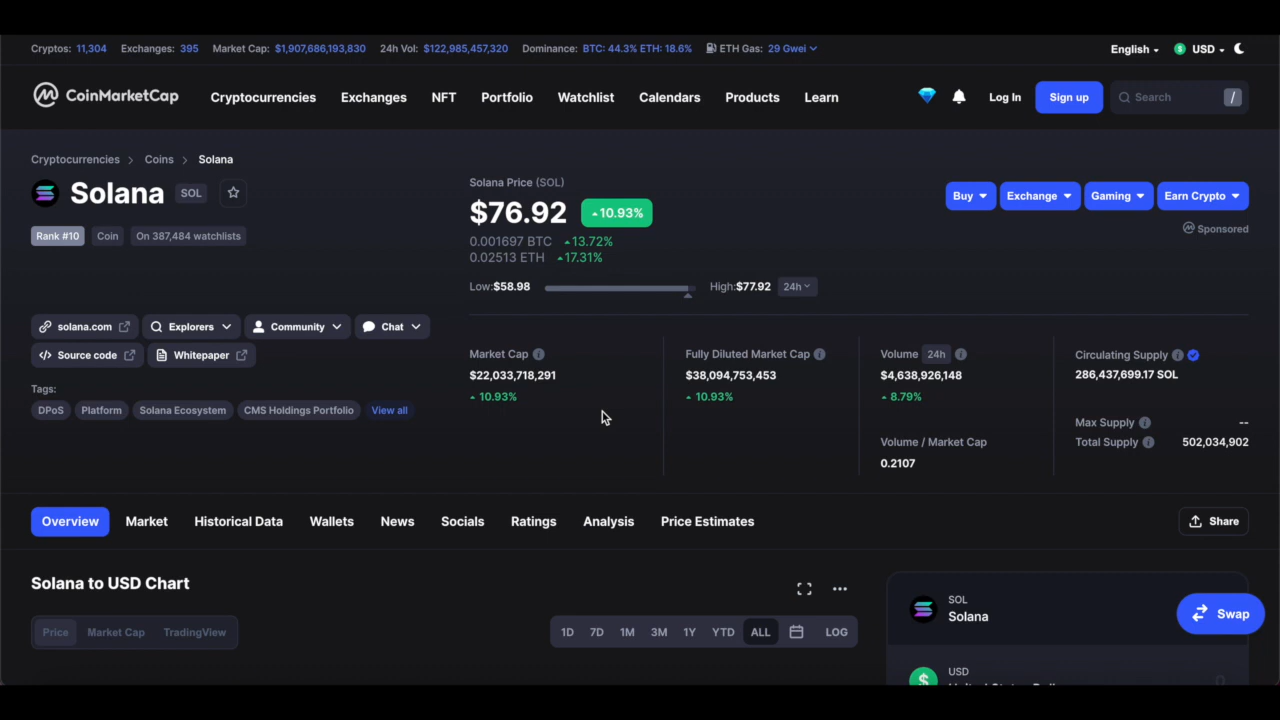 Cryptos: 11,304 Exchanges: 395 Market Cap: $1,907,686,193,830 24h Vol: $122,985,457,320 Dominance: BTC: 44.3% ETH: 18.6% ETH Gas: 29 Gwei English USD
CoinMarketCap Cryptocurrencies Exchanges NFT Portfolio Watchlist Calendars Products Learn Log In Sign up Search /
Cryptocurrencies Coins Solana
Solana SOL
Rank #10 Coin On 387,484 watchlists
solana.com Explorers Community Chat
Source code Whitepaper
Tags:
DPoS Platform Solana Ecosystem CMS Holdings Portfolio View all
Solana Price (SOL)
$76.92 10.93%
0.001697 BTC 13.72%
0.02513 ETH 17.31%
Low:$58.98 High:$77.92 24h
Buy Exchange Gaming Earn Crypto
Sponsored
Market Cap
$22,033,718,291
10.93%
Fully Diluted Market Cap
$38,094,753,453
10.93%
Volume 24h
$4,638,926,148
8.79%
Volume / Market Cap
0.2107
Circulating Supply
286,437,699.17 SOL
Max Supply --
Total Supply 502,034,902
Overview Market Historical Data Wallets News Socials Ratings Analysis Price Estimates Share
Solana to USD Chart
Price Market Cap TradingView 1D 7D 1M 3M 1Y YTD ALL LOG
SOL
Solana
Swap
USD